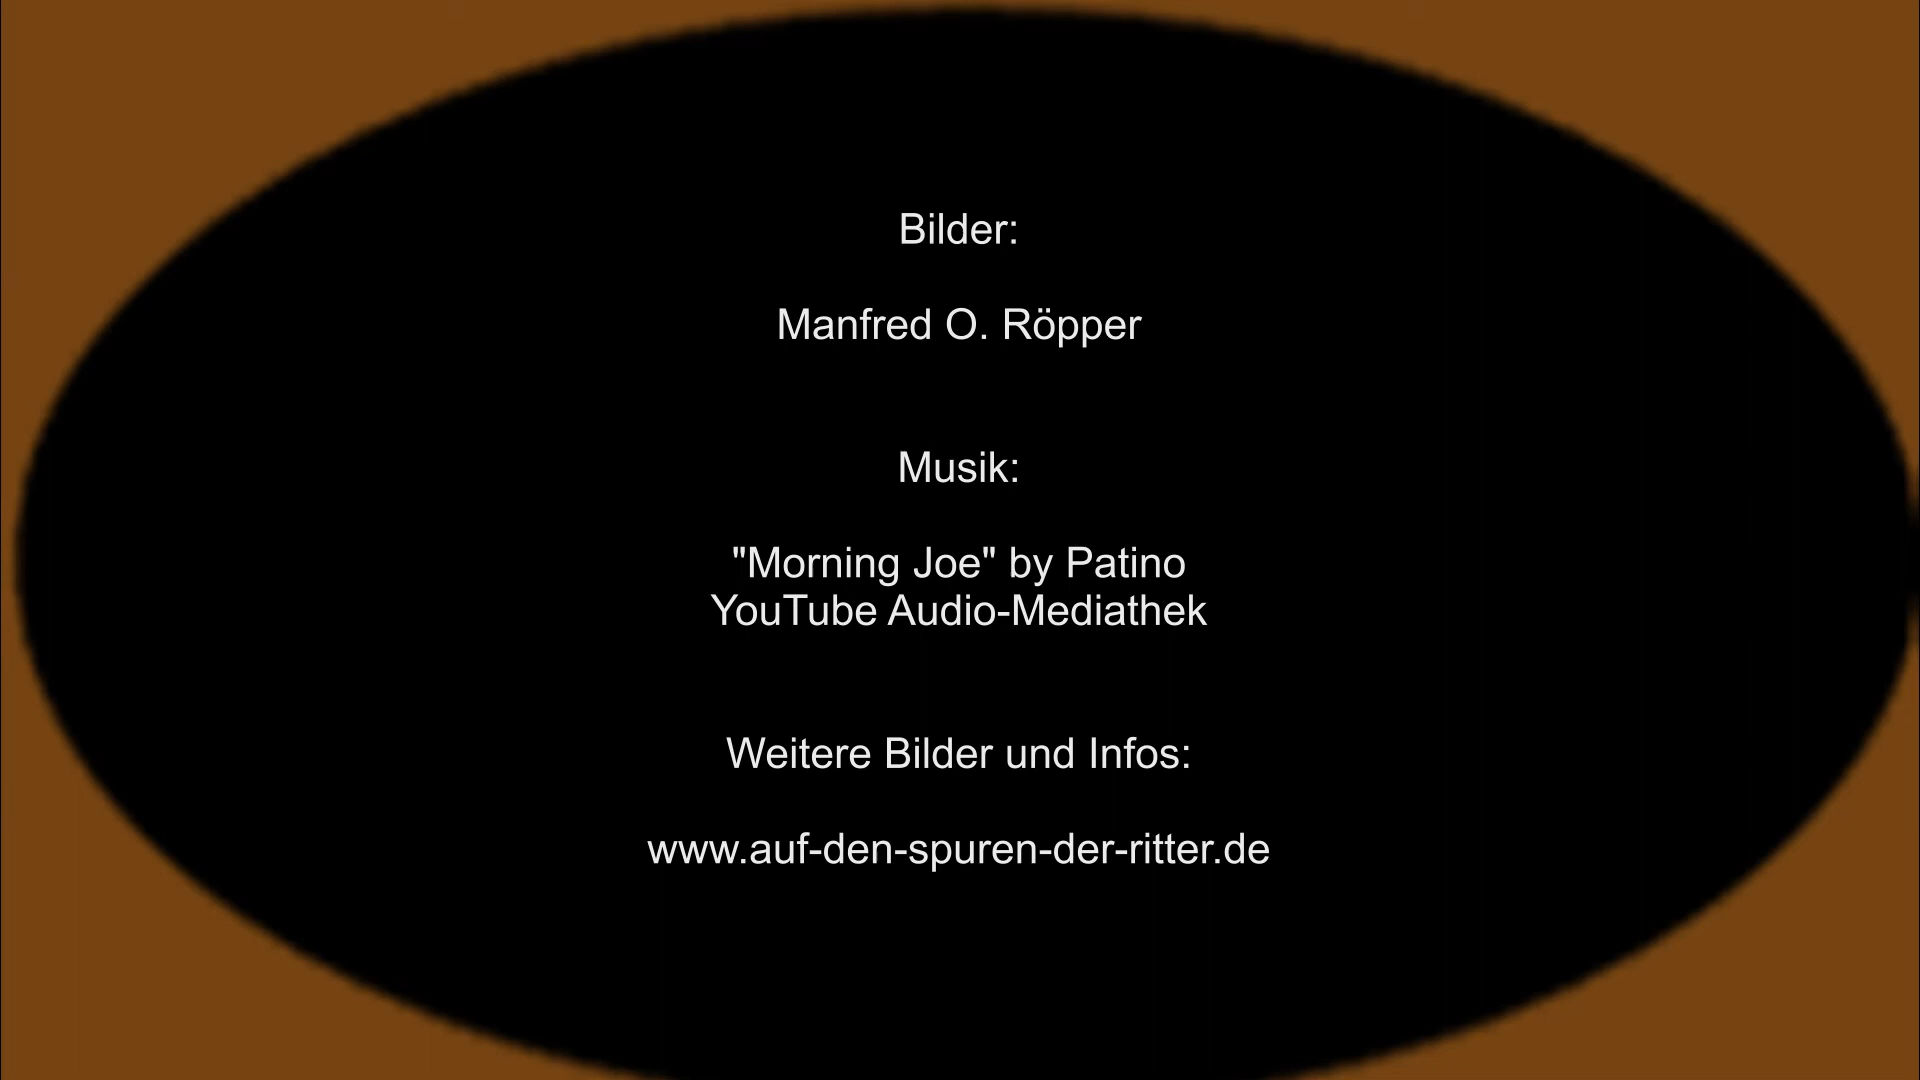 Bilder:
Manfred O. Röpper
Musik:
"Morning Joe" by Patino
YouTube Audio-Mediathek
Weitere Bilder und Infos:
www.auf-den-spuren-der-ritter.de